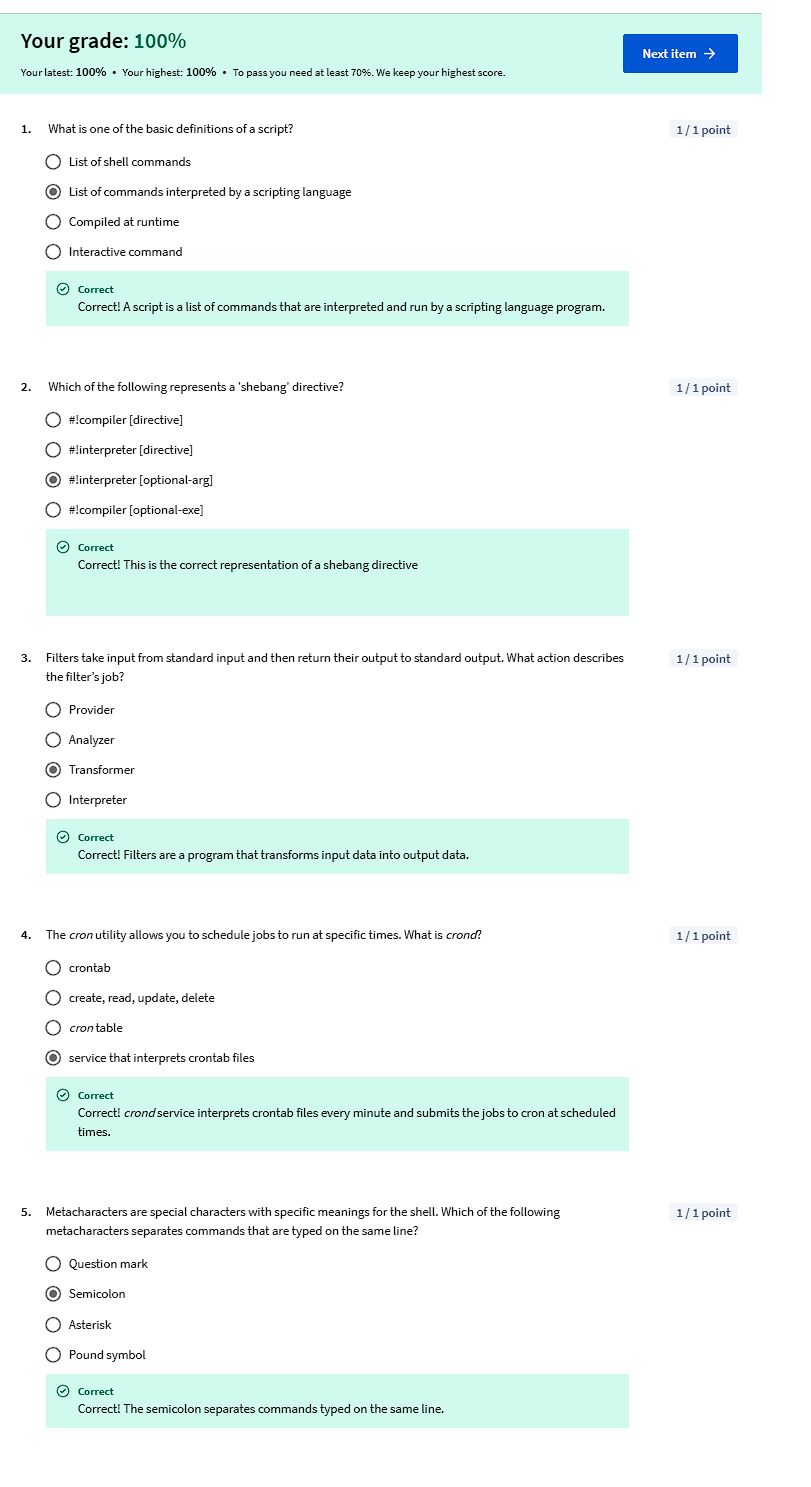 Your grade: 100%
Next item →
Your latest: 100% • Your highest: 100% • To pass you need at least 70%. We keep your highest score.
1. What is one of the basic definitions of a script?
1 / 1 point
List of shell commands
List of commands interpreted by a scripting language
Compiled at runtime
Interactive command
Correct
Correct! A script is a list of commands that are interpreted and run by a scripting language program.
2. Which of the following represents a 'shebang' directive?
1 / 1 point
#!compiler [directive]
#!interpreter [directive]
#!interpreter [optional-arg]
#!compiler [optional-exe]
Correct
Correct! This is the correct representation of a shebang directive
3. Filters take input from standard input and then return their output to standard output. What action describes
the filter’s job?
1 / 1 point
Provider
Analyzer
Transformer
Interpreter
Correct
Correct! Filters are a program that transforms input data into output data.
4. The cron utility allows you to schedule jobs to run at specific times. What is crond?
1 / 1 point
crontab
create, read, update, delete
cron table
service that interprets crontab files
Correct
Correct! crond service interprets crontab files every minute and submits the jobs to cron at scheduled
times.
5. Metacharacters are special characters with specific meanings for the shell. Which of the following
metacharacters separates commands that are typed on the same line?
1 / 1 point
Question mark
Semicolon
Asterisk
Pound symbol
Correct
Correct! The semicolon separates commands typed on the same line.